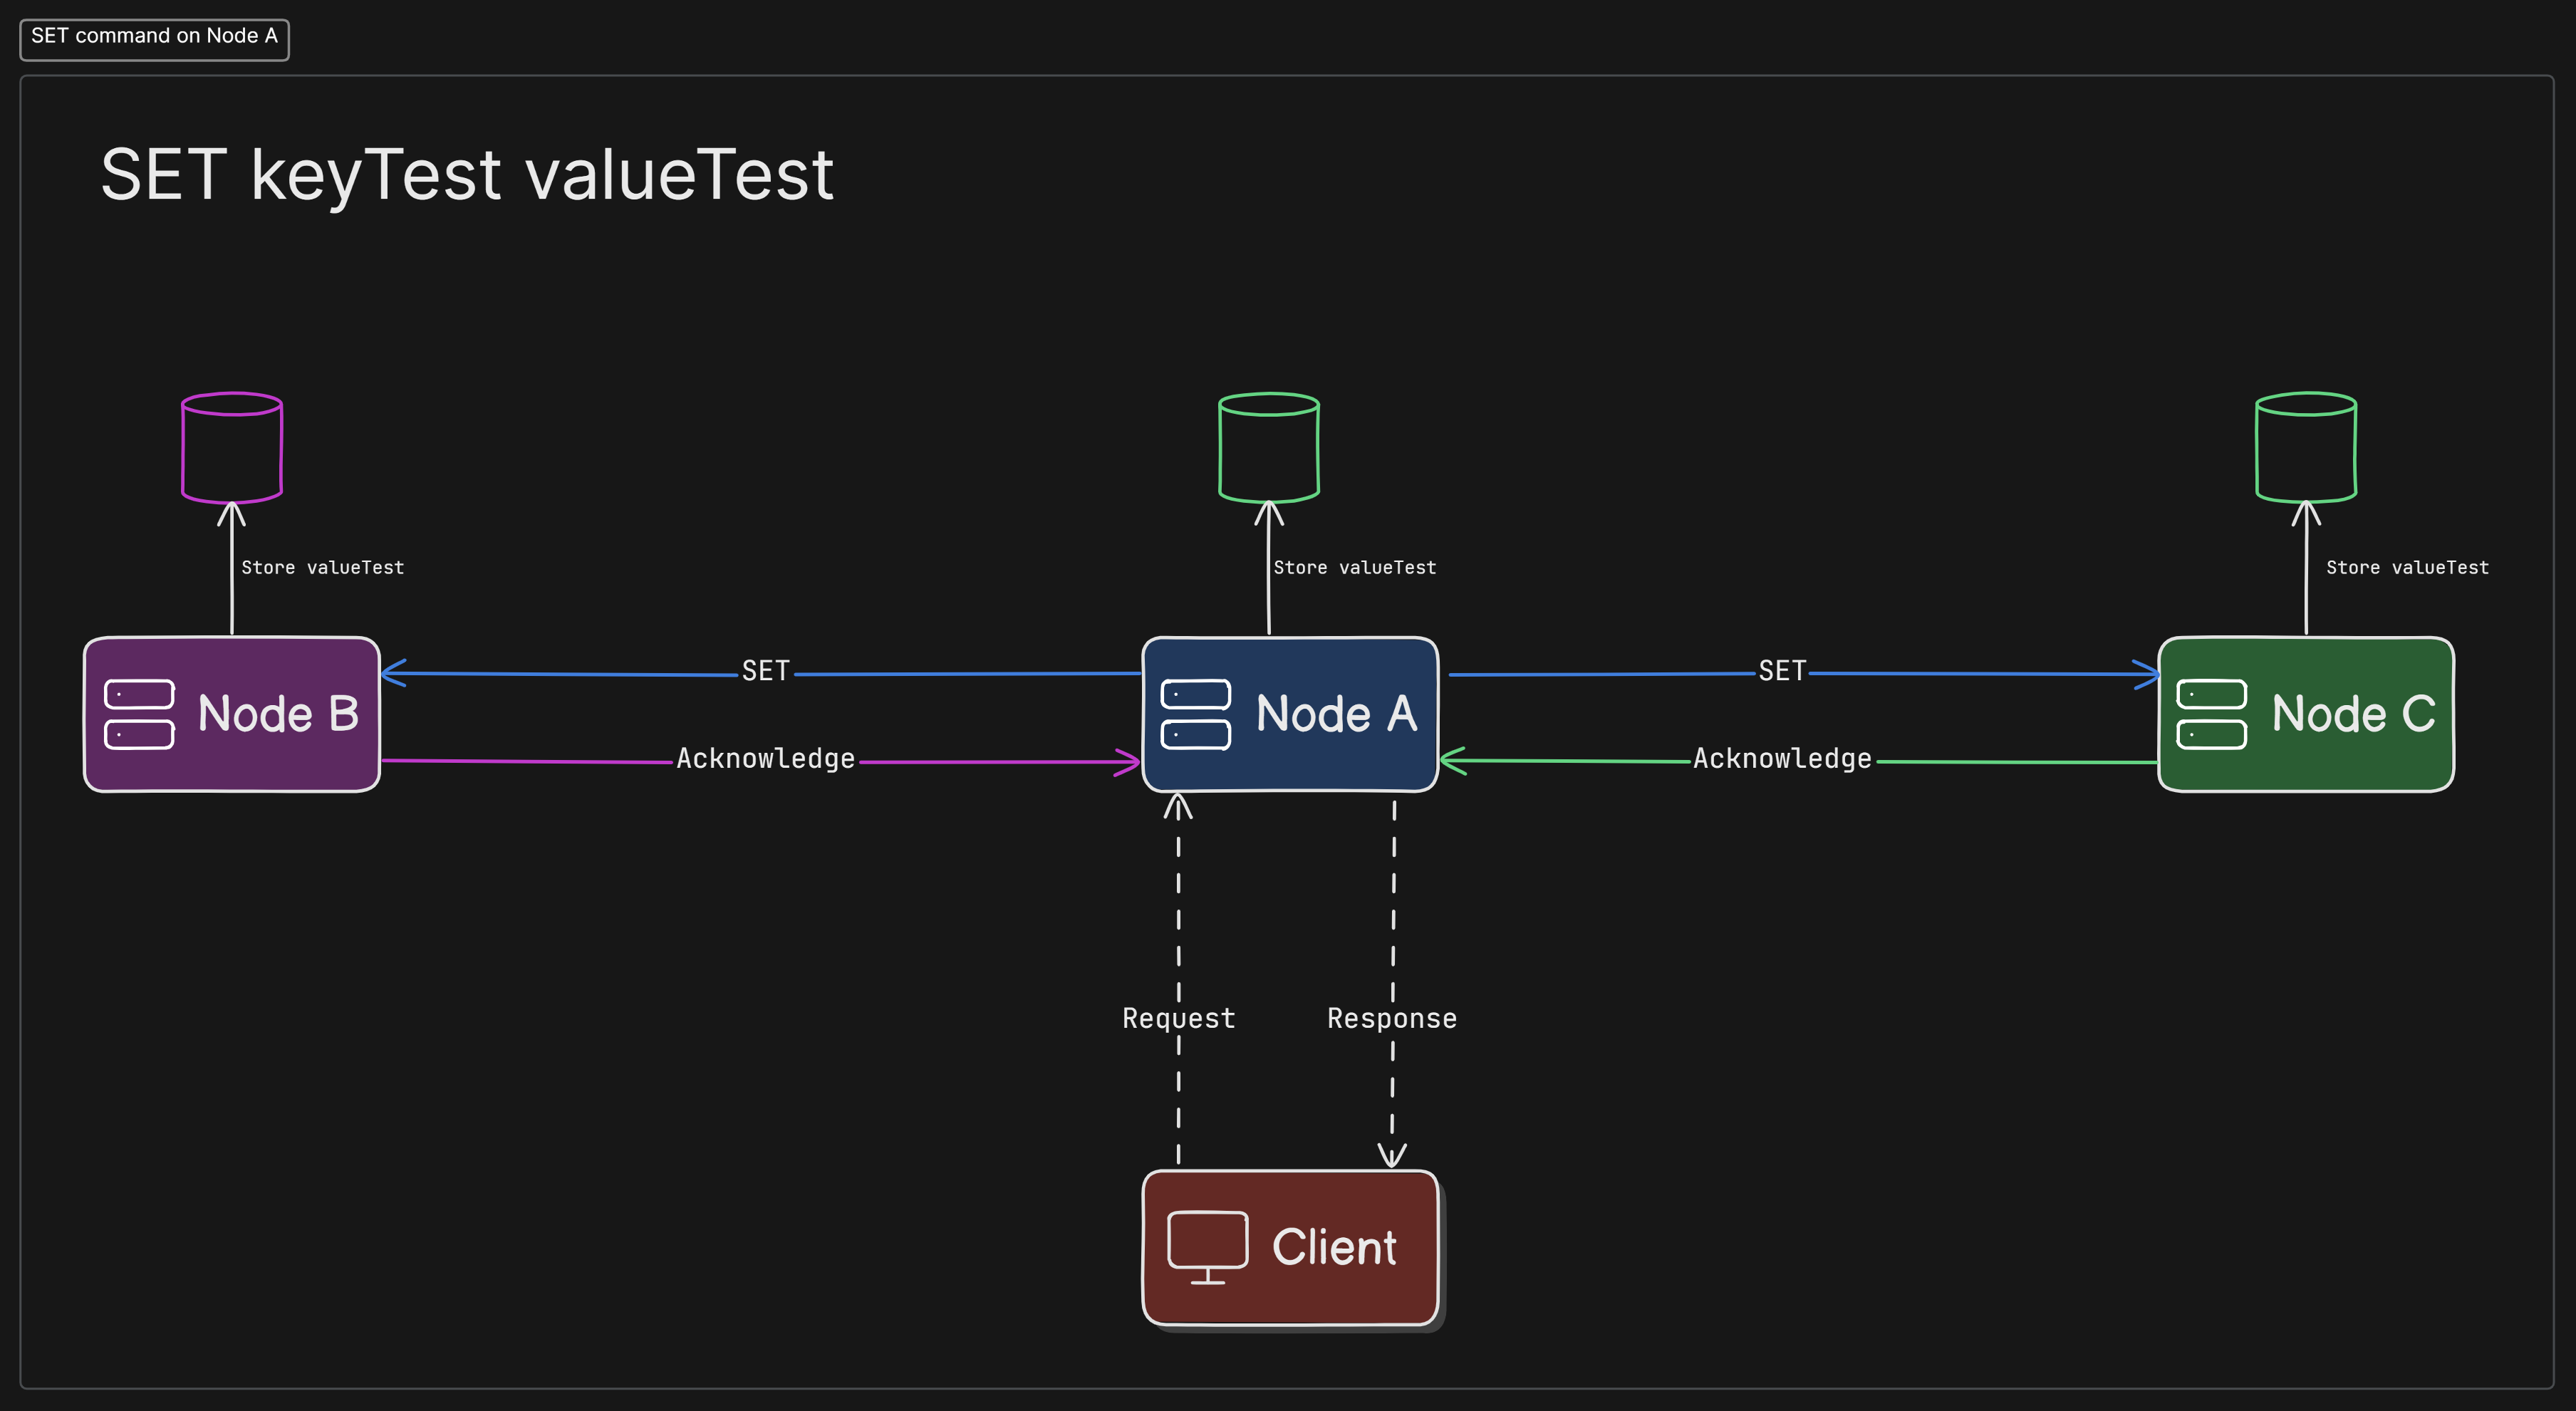 SET command on Node A
SET keyTest valueTest
Store valueTest
Store valueTest
Store valueTest
SET
SET
Node B
Node A
Node C
Acknowledge
Acknowledge
Request
Response
Client